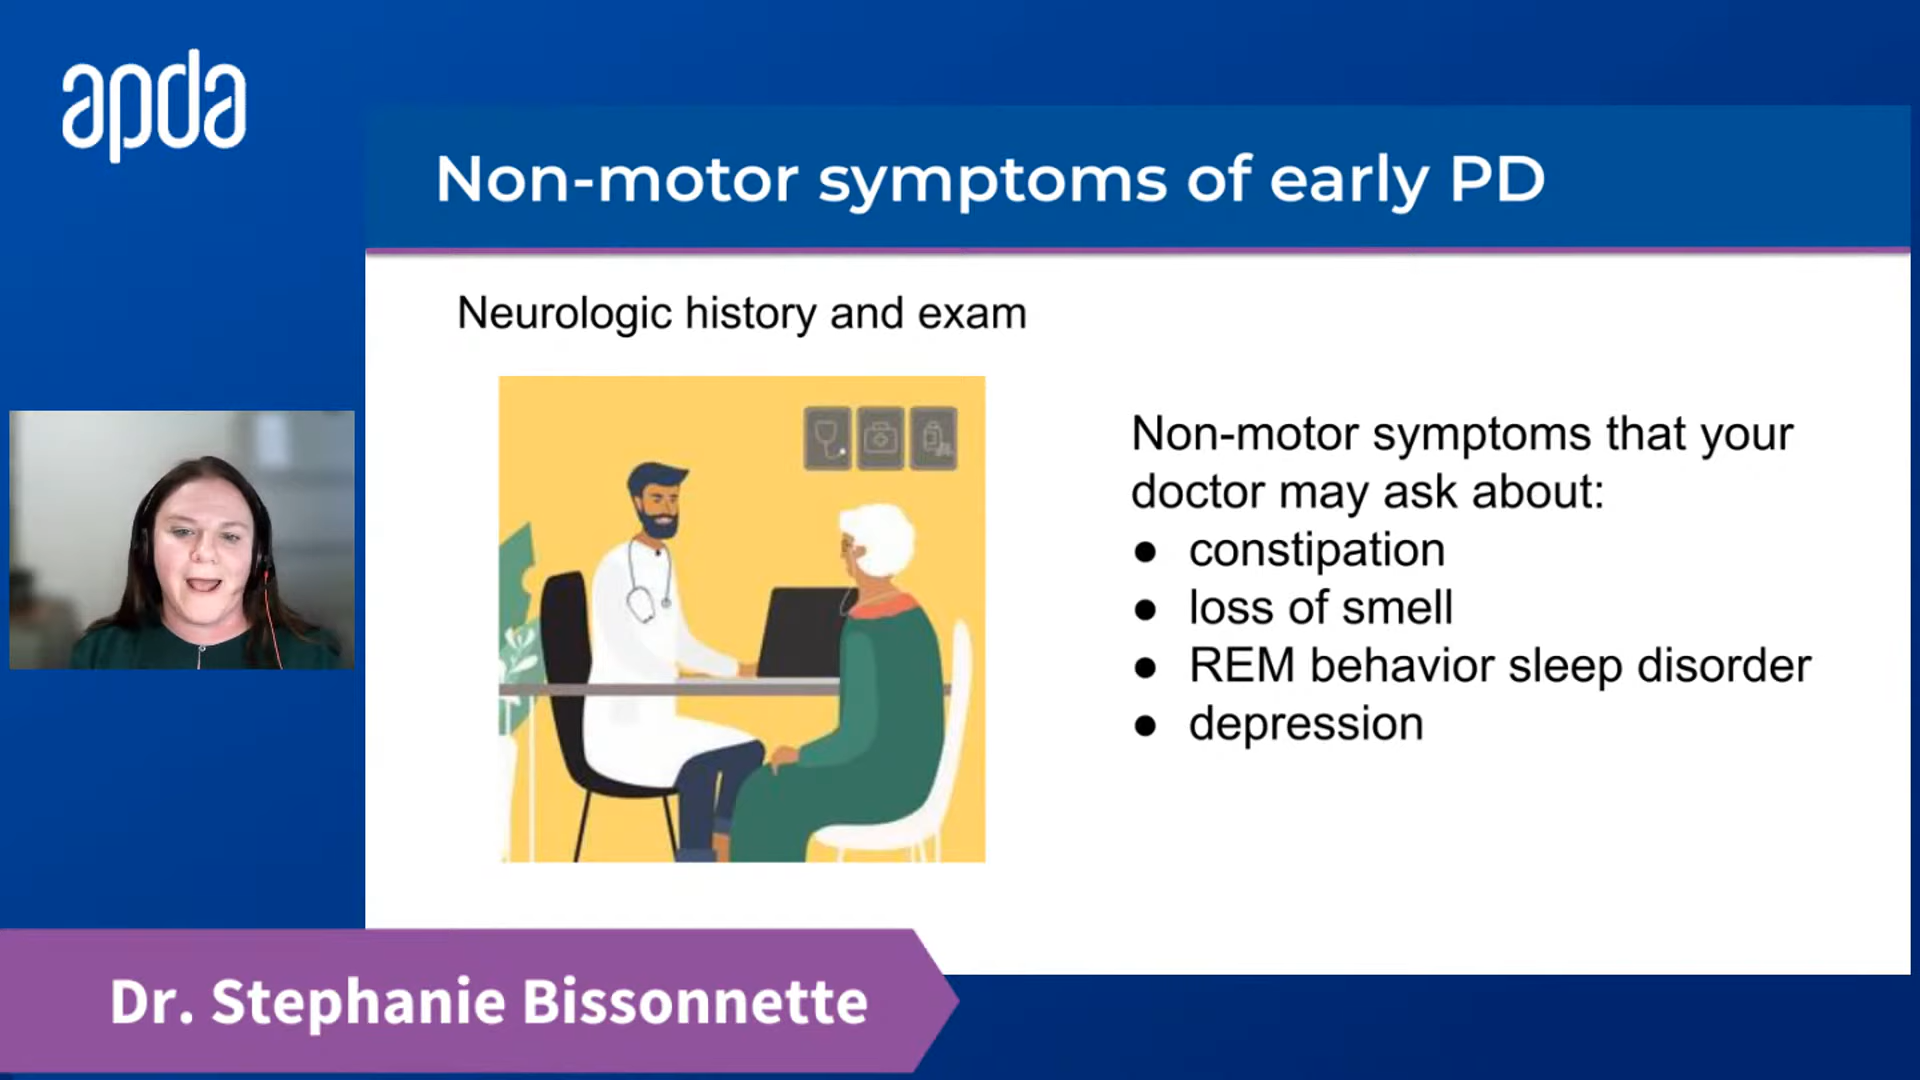 apda
Non-motor symptoms of early PD
Neurologic history and exam
Non-motor symptoms that your
doctor may ask about:
● constipation
● loss of smell
● REM behavior sleep disorder
● depression
Dr. Stephanie Bissonnette